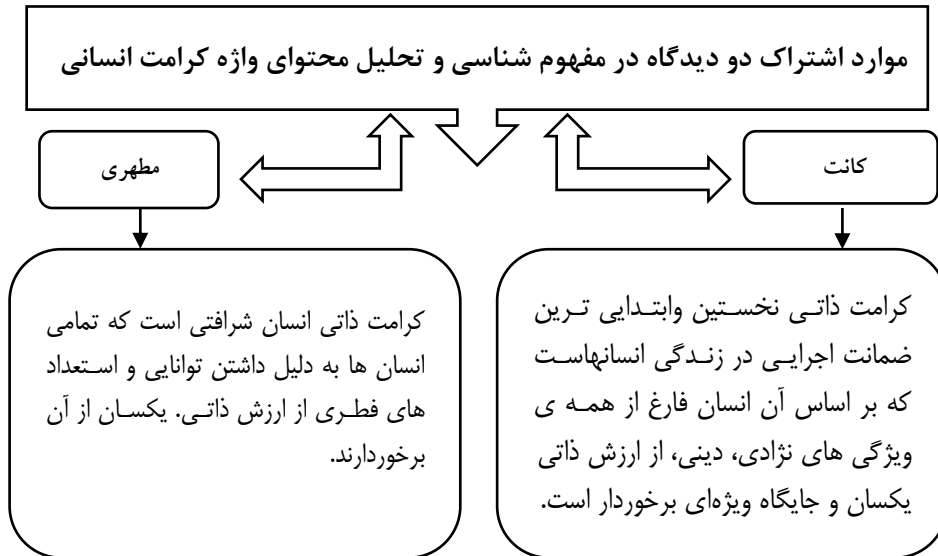 موارد اشتراک دو دیدگاه در مفهوم شناسی و تحلیل محتوای واژه کرامت انسانی
کانت
مطهری
کرامت ذاتی نخستین وابتدایی ترین
ضمانت اجرایی در زندگی انسانهاست
که بر اساس آن انسان فارغ از همه ی
ویژگی های نژادی، دینی، از ارزش ذاتی
یکسان و جایگاه ویژه‌ای برخوردار است.
کرامت ذاتی انسان شرافتی است که تمامی
انسان ها به دلیل داشتن توانایی و استعداد
های فطری از ارزش ذاتی. یکسان از آن
برخوردارند.